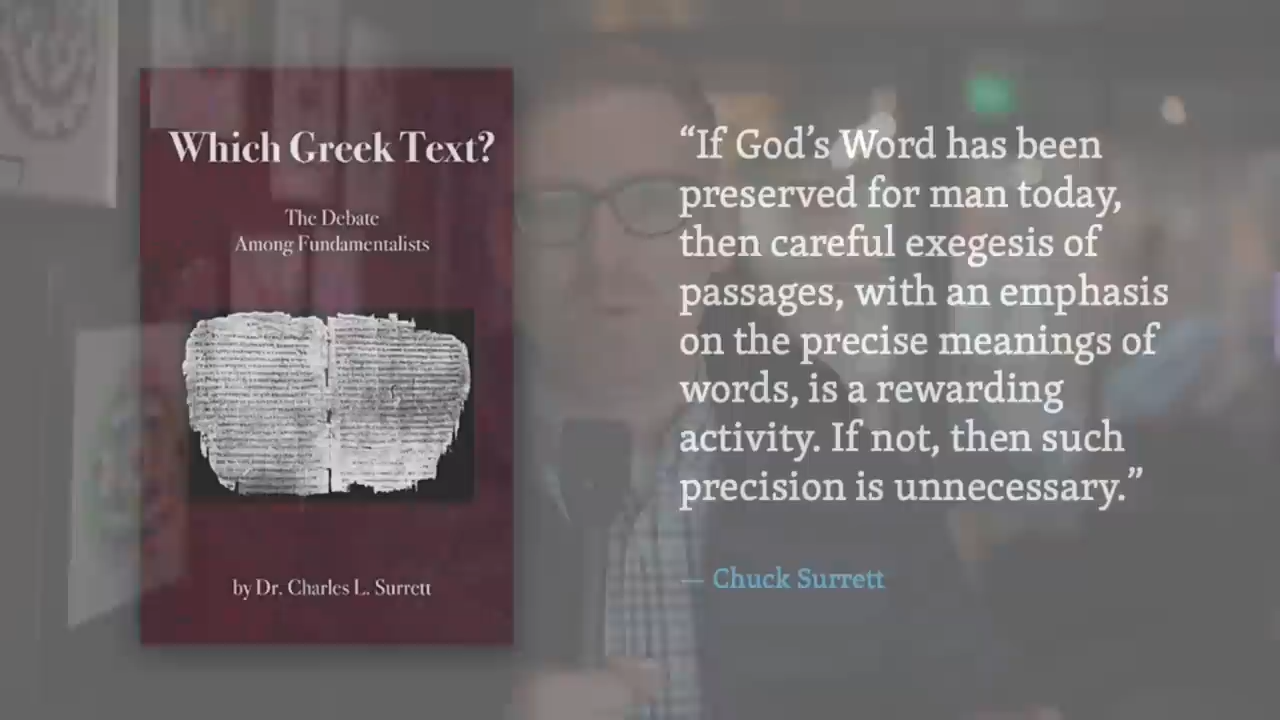 Which Greek Text?
The Debate
Among Fundamentalists
by Dr. Charles L. Surrett
“If God’s Word has been
preserved for man today,
then careful exegesis of
passages, with an emphasis
on the precise meanings of
words, is a rewarding
activity. If not, then such
precision is unnecessary.”
— Chuck Surrett